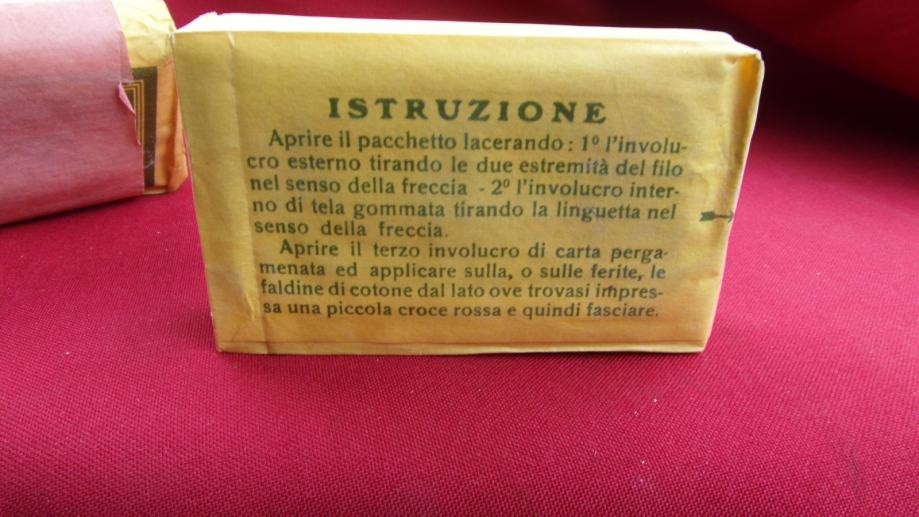 ISTRUZIONE
Aprire il pacchetto lacerando : 1º l'involu-
cro esterno tirando le due estremità del filo
nel senso della freccia - 2º l'involucro inter-
no di tela gommata tirando la linguetta nel
senso della freccia.
Aprire il terzo involucro di carta perga-
menata ed applicare sulla, o sulle ferite, le
faldine di cotone dal lato ove trovasi impres-
sa una piccola croce rossa e quindi fasciare.